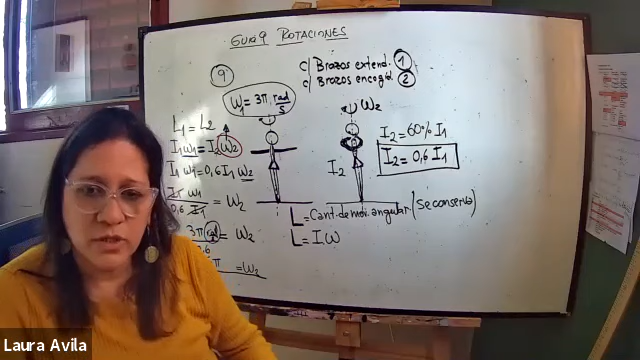 GUIA 9 ROTACIONES
9
c/ Brazos extend. 1
c/ Brazos encogid. 2
W1 = 3π rad/s
W2
L1 = L2
I1 W1 = I2 W2
I1 W1 = 0,6 I1 W2
I1 W1 / 0,6 I1 = W2
3π = W2
π = W2
I2
I2 = 60% I1
I2 = 0,6 I1
L = Cant. de mov. angular (se conserva)
L = I.W
Laura Avila